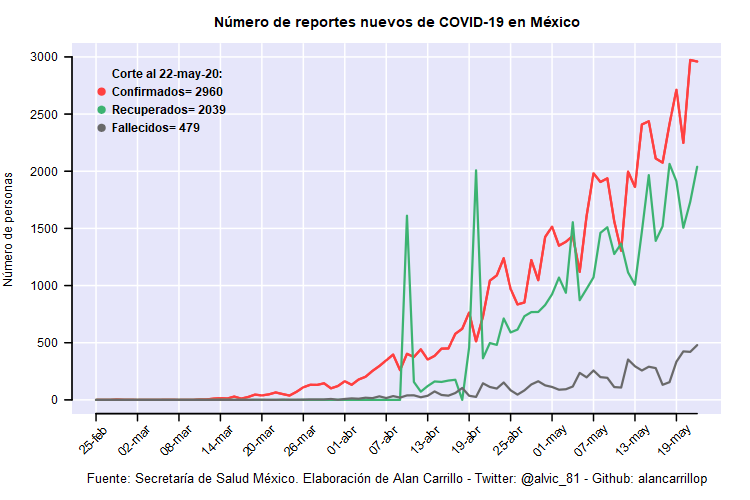 Número de reportes nuevos de COVID-19 en México
Corte al 22-may-20:
Confirmados= 2960
Recuperados= 2039
Fallecidos= 479
Número de personas
3000
2500
2000
1500
1000
500
0
25-feb
02-mar
08-mar
14-mar
20-mar
26-mar
01-abr
07-abr
13-abr
19-abr
25-abr
01-may
07-may
13-may
19-may
Fuente: Secretaría de Salud México. Elaboración de Alan Carrillo - Twitter: @alvic_81 - Github: alancarrillop